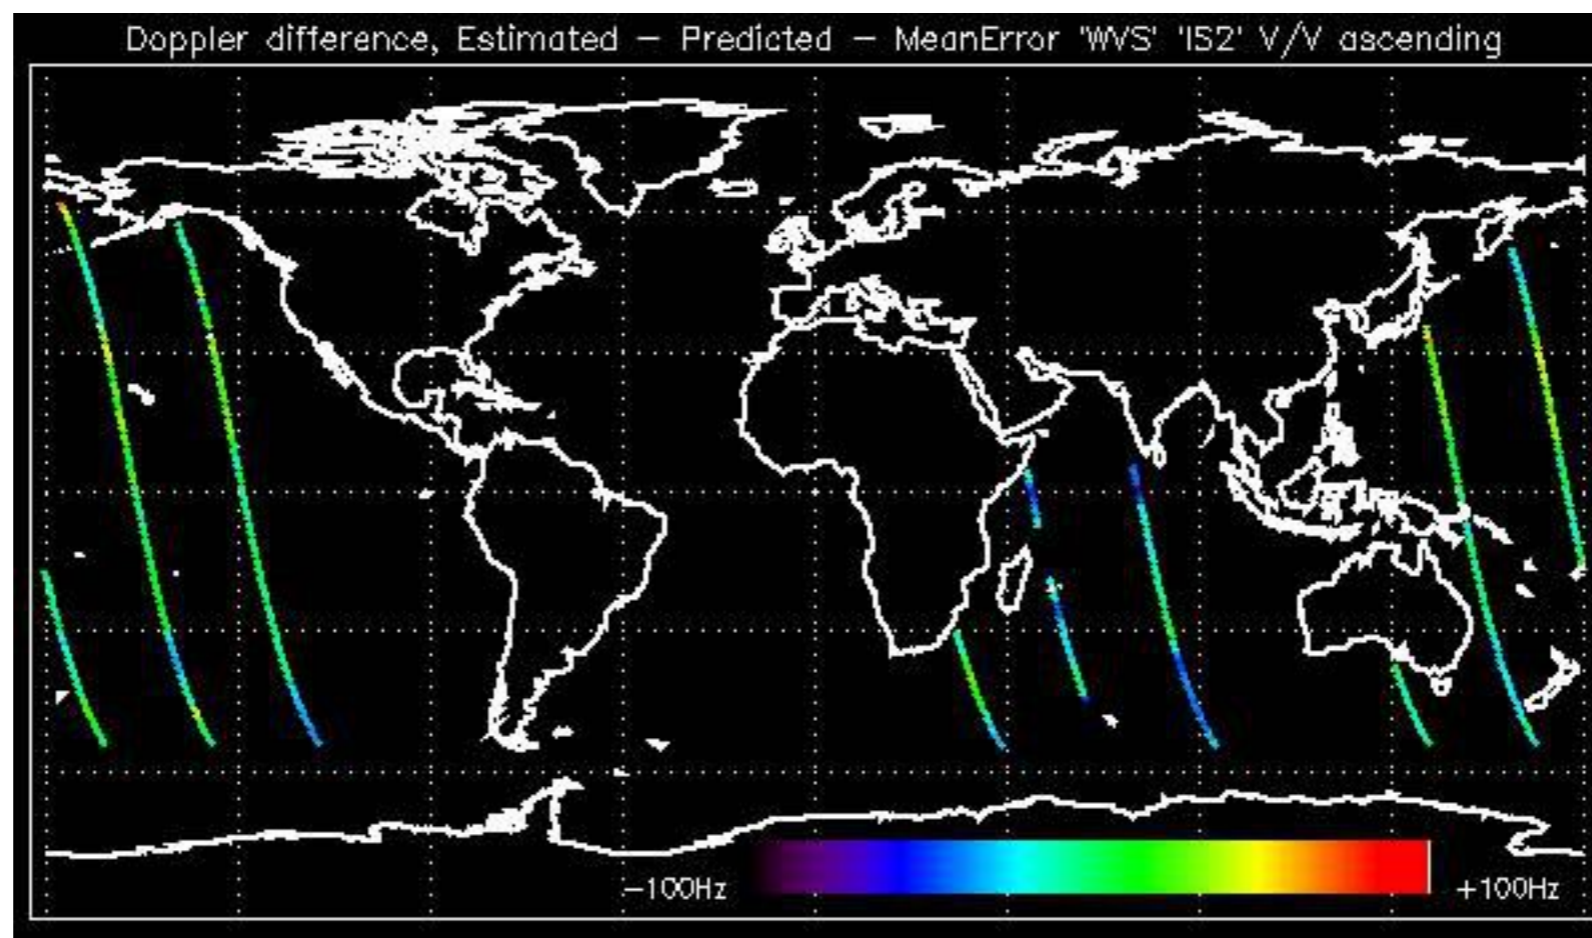 Doppler difference, Estimated – Predicted – MeanError 'WVS' 'IS2' V/V ascending
−100Hz +100Hz